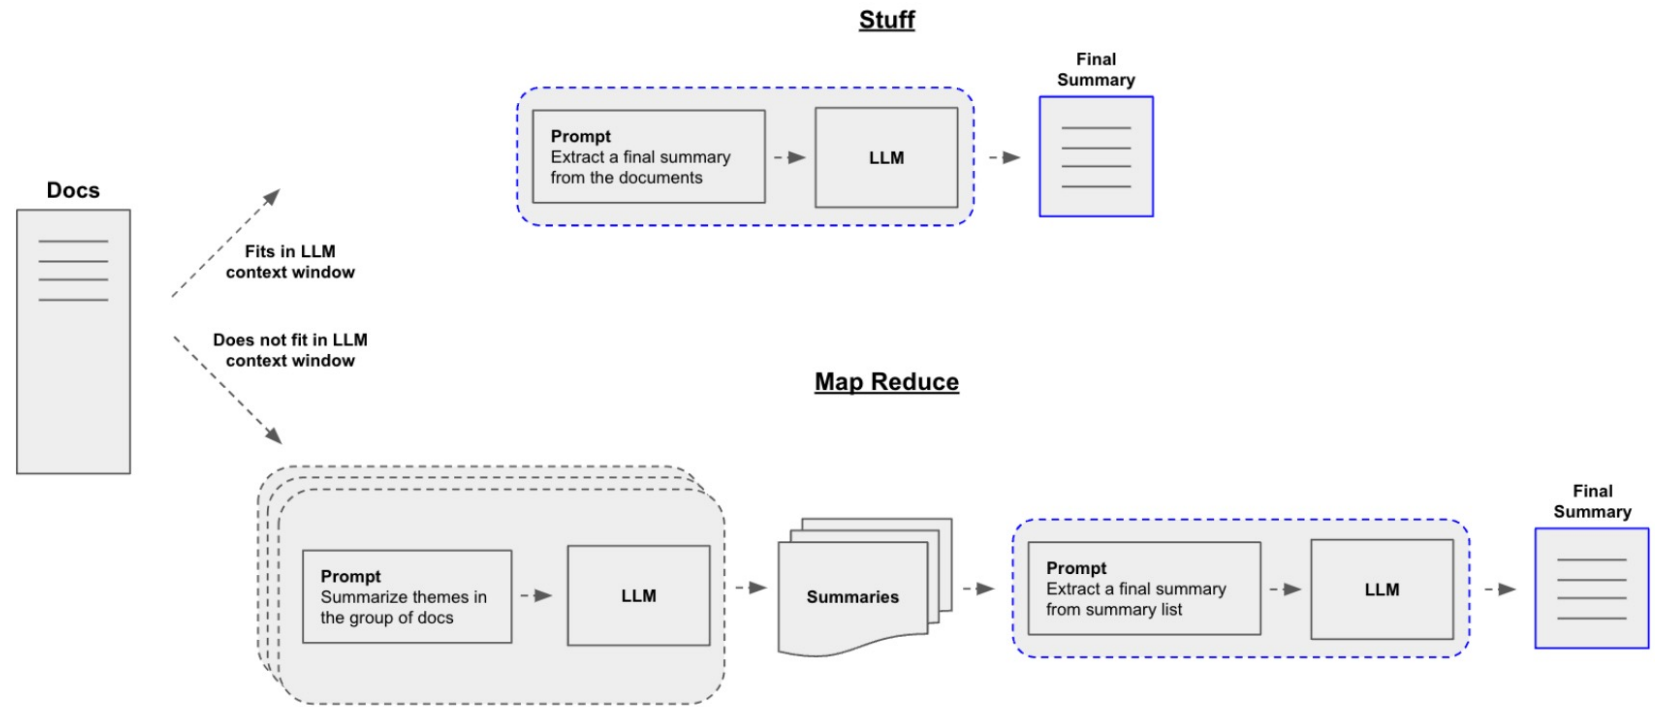 Stuff
Final
Summary
Prompt
Extract a final summary
from the documents
LLM
Docs
Fits in LLM
context window
Does not fit in LLM
context window
Map Reduce
Prompt
Summarize themes in
the group of docs
LLM
Summaries
Prompt
Extract a final summary
from summary list
LLM
Final
Summary